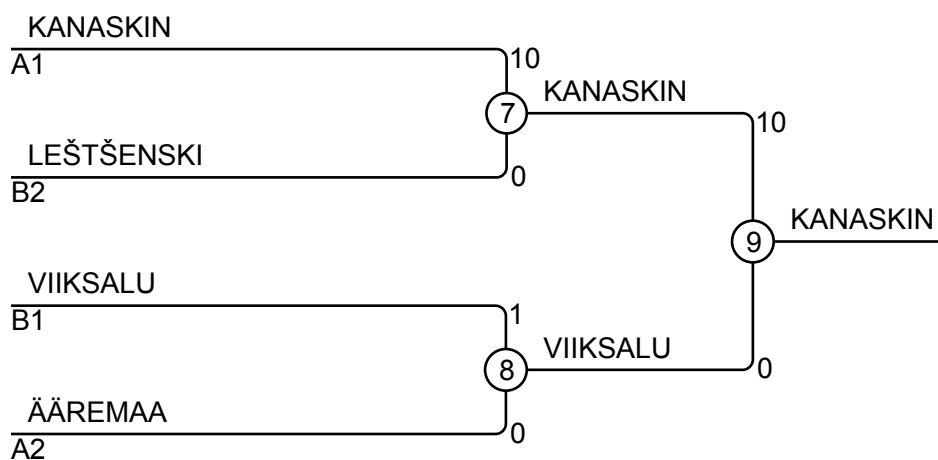 KANASKIN
A1
10
7
KANASKIN
LEŠTŠENSKI
B2
0
10
9
KANASKIN
VIIKSALU
B1
1
8
VIIKSALU
0
ÄÄREMAA
A2
0